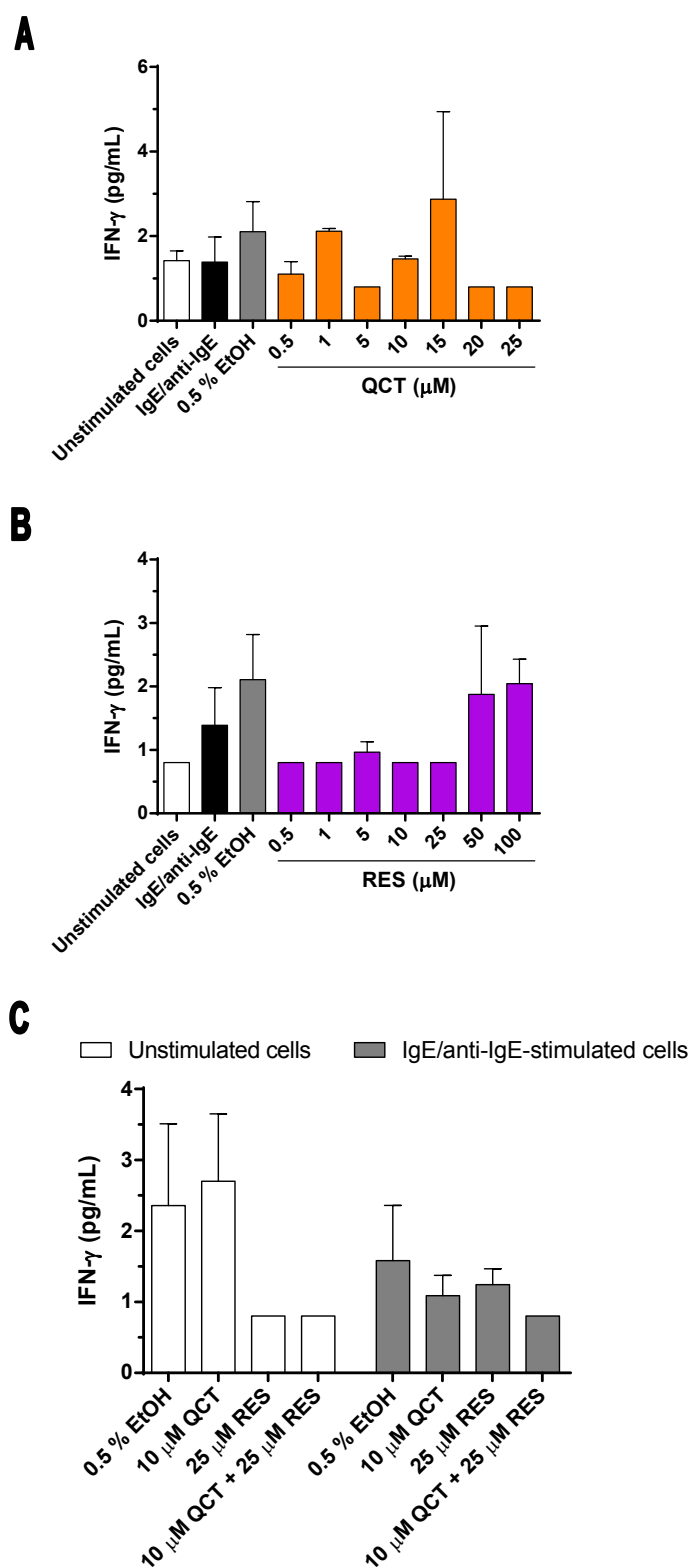 A
6
4
2
0
IFN-γ (pg/mL)
Unstimulated cells
IgE/anti-IgE
0.5 % EtOH
0.5
1
5
10
15
20
25
QCT (μM)
B
4
3
2
1
0
IFN-γ (pg/mL)
Unstimulated cells
IgE/anti-IgE
0.5 % EtOH
0.5
1
5
10
25
50
100
RES (μM)
C
Unstimulated cells
IgE/anti-IgE-stimulated cells
4
3
2
1
0
IFN-γ (pg/mL)
0.5 % EtOH
10 μM QCT
25 μM RES
10 μM QCT + 25 μM RES
0.5 % EtOH
10 μM QCT
25 μM RES
10 μM QCT + 25 μM RES